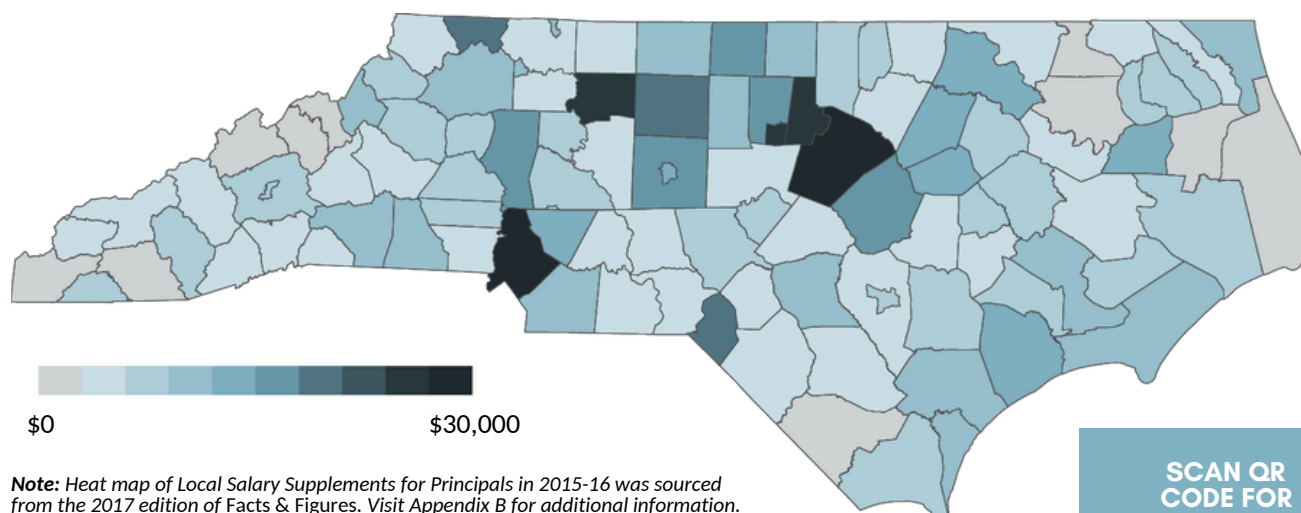 $0
$30,000
Note: Heat map of Local Salary Supplements for Principals in 2015-16 was sourced
from the 2017 edition of Facts & Figures. Visit Appendix B for additional information.
SCAN QR
CODE FOR